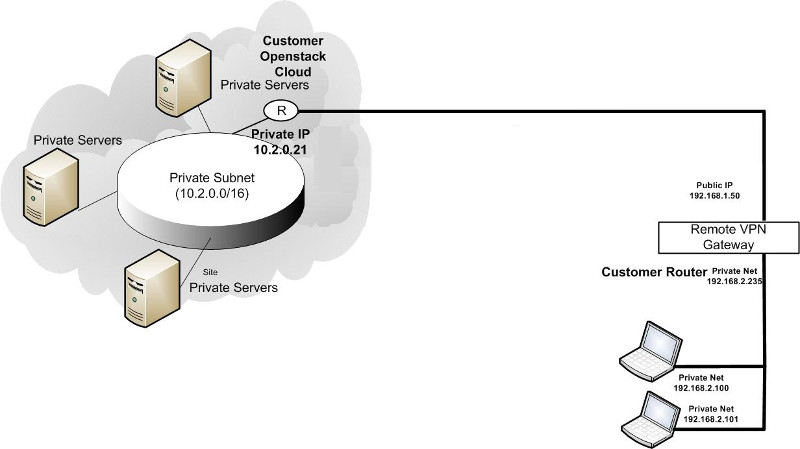 Customer
Openstack
Cloud
Private Servers
R
Private IP
10.2.0.21
Private Servers
Private Subnet
(10.2.0.0/16)
Site
Private Servers
Public IP
192.168.1.50
Remote VPN
Gateway
Customer Router
Private Net
192.168.2.235
Private Net
192.168.2.100
Private Net
192.168.2.101